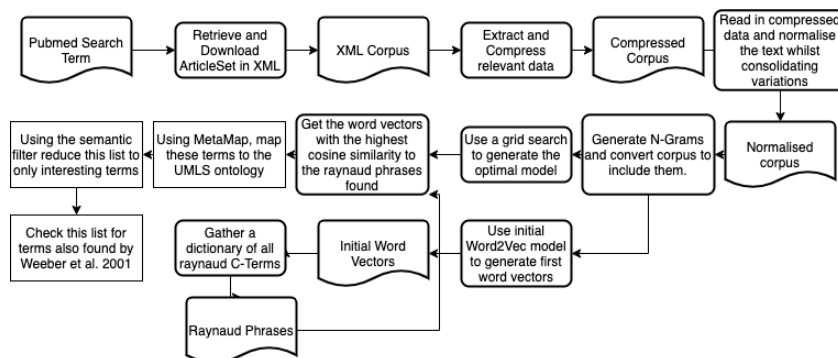 Pubmed Search
Term
Retrieve and
Download
ArticleSet in XML
XML Corpus
Extract and
Compress
relevant data
Compressed
Corpus
Read in compressed
data and normalise
the text whilst
consolidating
variations
Using the semantic
filter reduce this list to
only interesting terms
Using MetaMap, map
these terms to the
UMLS ontology
Get the word vectors
with the highest
cosine similarity to
the raynaud phrases
found
Use a grid search
to generate the
optimal model
Generate N-Grams
and convert corpus to
include them.
Normalised
corpus
Check this list for
terms also found by
Weeber et al. 2001
Gather a
dictionary of all
raynaud C-Terms
Initial Word
Vectors
Use initial
Word2Vec model
to generate first
word vectors
Raynaud Phrases